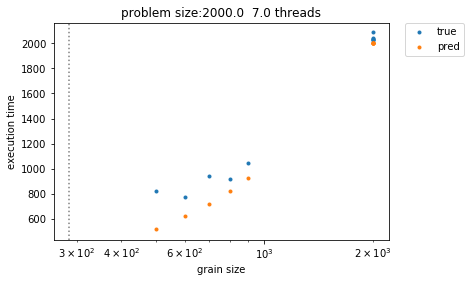 problem size:2000.0  7.0 threads
true
pred
execution time
2000
1800
1600
1400
1200
1000
800
600
3 × 10² 4 × 10² 6 × 10² 10³ 2 × 10³
grain size